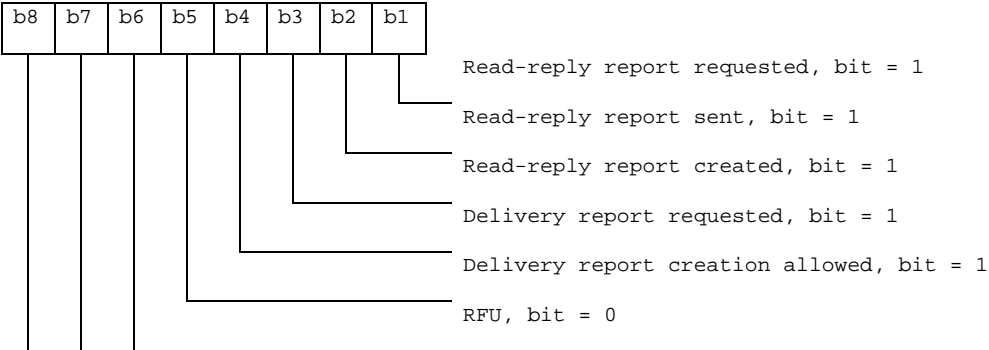 b8 b7 b6 b5 b4 b3 b2 b1
Read-reply report requested, bit = 1
Read-reply report sent, bit = 1
Read-reply report created, bit = 1
Delivery report requested, bit = 1
Delivery report creation allowed, bit = 1
RFU, bit = 0